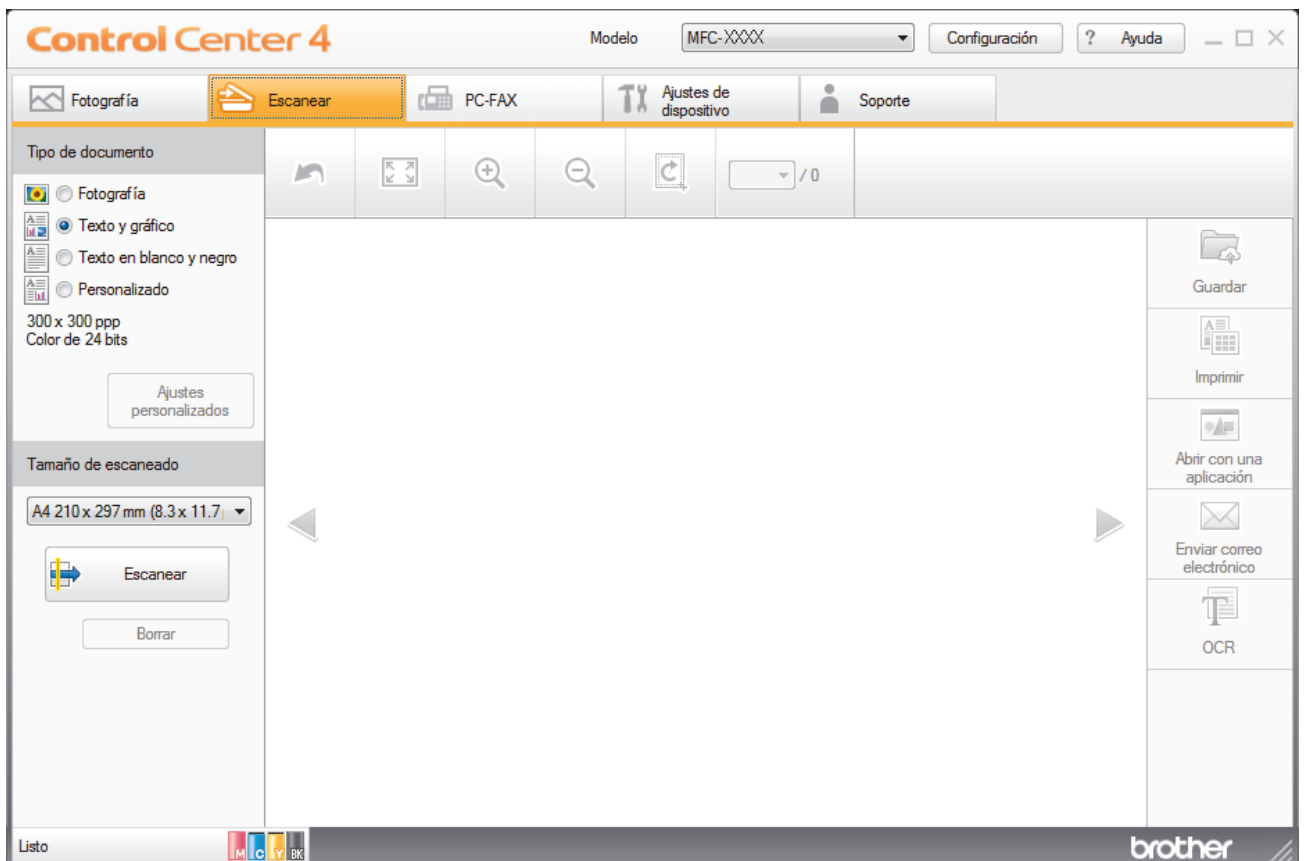 Control Center 4
Modelo
MFC-XXXX
Configuración
? Ayuda
Fotografía
Escanear
PC-FAX
Ajustes de
dispositivo
Soporte
Tipo de documento
Fotografía
Texto y gráfico
Texto en blanco y negro
Personalizado
300 x 300 ppp
Color de 24 bits
Ajustes
personalizados
Tamaño de escaneado
A4 210 x 297 mm (8.3 x 11.7
Escanear
Borrar
/ 0
Guardar
Imprimir
Abrir con una
aplicación
Enviar correo
electrónico
OCR
Listo
M C Y BK
brother